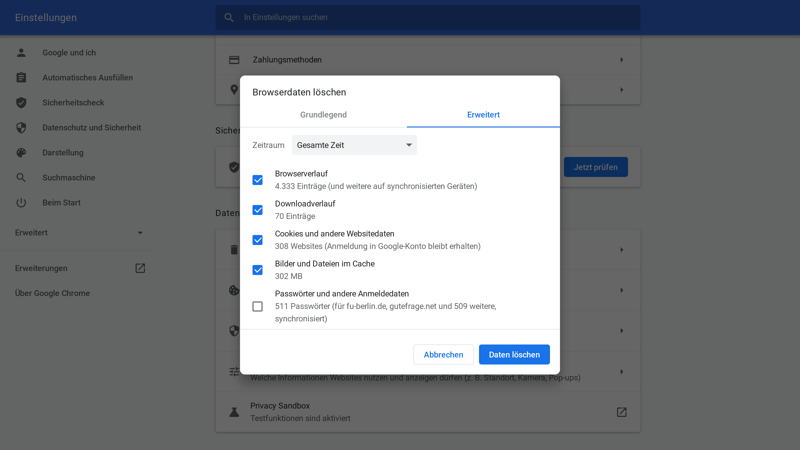 Einstellungen
In Einstellungen suchen
Google und ich
Automatisches Ausfüllen
Sicherheitscheck
Datenschutz und Sicherheit
Darstellung
Suchmaschine
Beim Start
Erweitert
Erweiterungen
Über Google Chrome
Zahlungsmethoden
Sicher
Jetzt prüfen
Daten
Browserdaten löschen
Grundlegend
Erweitert
Zeitraum
Gesamte Zeit
Browserverlauf
4.333 Einträge (und weitere auf synchronisierten Geräten)
Downloadverlauf
70 Einträge
Cookies und andere Websitedaten
308 Websites (Anmeldung in Google-Konto bleibt erhalten)
Bilder und Dateien im Cache
302 MB
Passwörter und andere Anmeldedaten
511 Passwörter (für fu-berlin.de, gutefrage.net und 509 weitere,
synchronisiert)
Abbrechen
Daten löschen
Welche Informationen Websites nutzen und anzeigen dürfen (z. B. Standort, Kamera, Pop-ups)
Privacy Sandbox
Testfunktionen sind aktiviert